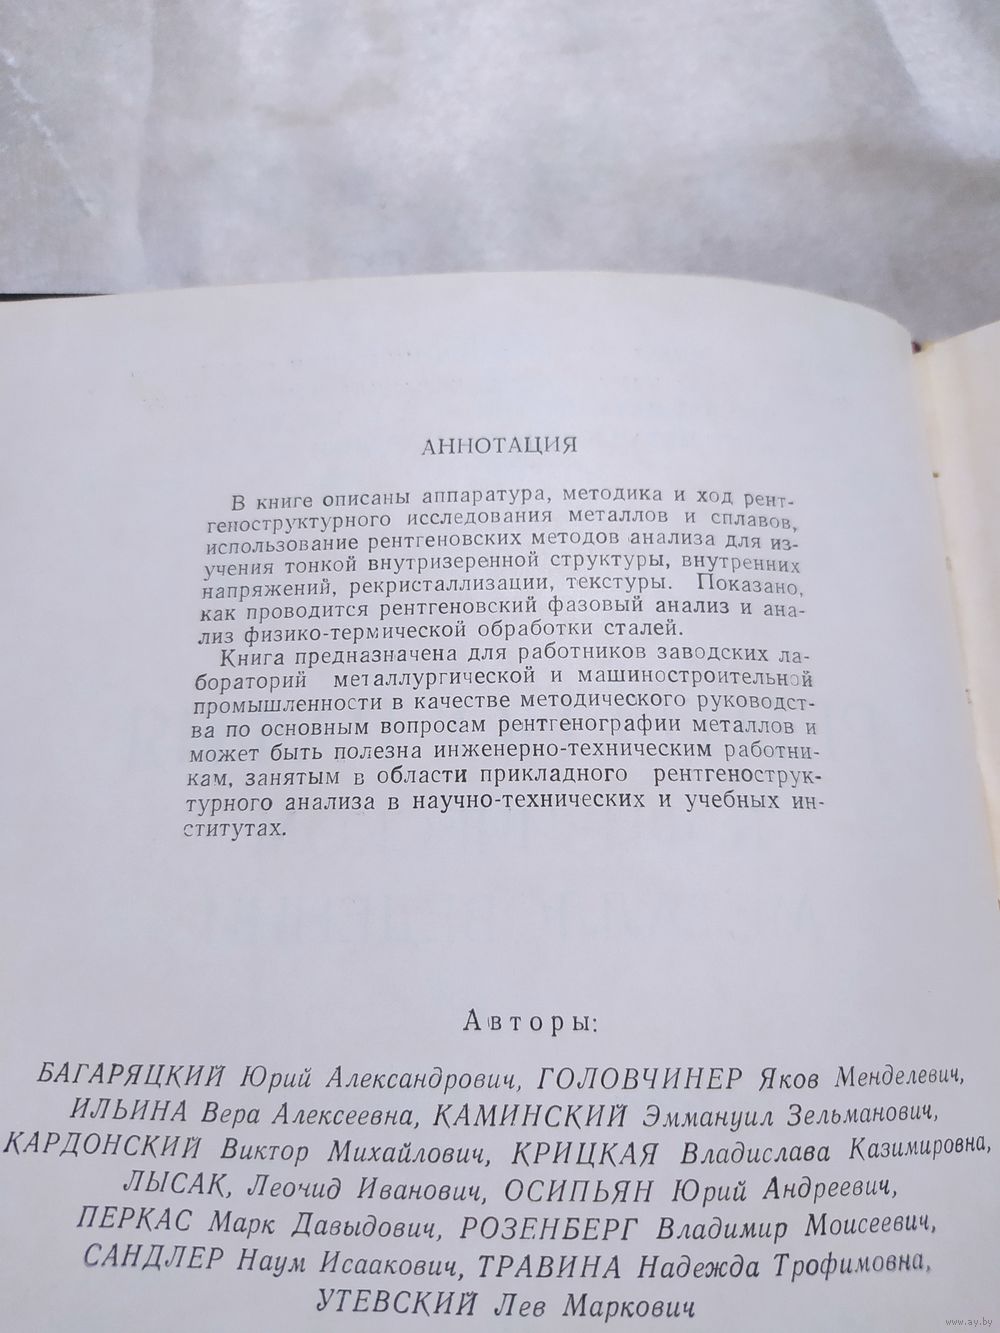 АННОТАЦИЯ
В книге описаны аппаратура, методика и ход рент-
геноструктурного исследования металлов и сплавов,
использование рентгеновских методов анализа для из-
учения тонкой внутризеренной структуры, внутренних
напряжений, рекристаллизации, текстуры. Показано,
как проводится рентгеновский фазовый анализ и ана-
лиз физико-термической обработки сталей.
Книга предназначена для работников заводских ла-
бораторий металлургической и машиностроительной
промышленности в качестве методического руководст-
ва по основным вопросам рентгенографии металлов и
может быть полезна инженерно-техническим работни-
кам, занятым в области прикладного рентгенострук-
турного анализа в научно-технических и учебных ин-
ститутах.
Авторы:
БАГАРЯЦКИЙ Юрий Александрович, ГОЛОВЧИНЕР Яков Менделевич,
ИЛЬИНА Вера Алексеевна, КАМИНСКИЙ Эммануил Зельманович,
КАРДОНСКИЙ Виктор Михайлович, КРИЦКАЯ Владислава Казимировна,
ЛЫСАК, Леонид Иванович, ОСИПЬЯН Юрий Андреевич,
ПЕРКАС Марк Давыдович, РОЗЕНБЕРГ Владимир Моисеевич,
САНДЛЕР Наум Исаакович, ТРАВИНА Надежда Трофимовна,
УТЕВСКИЙ Лев Маркович
www.ay.by